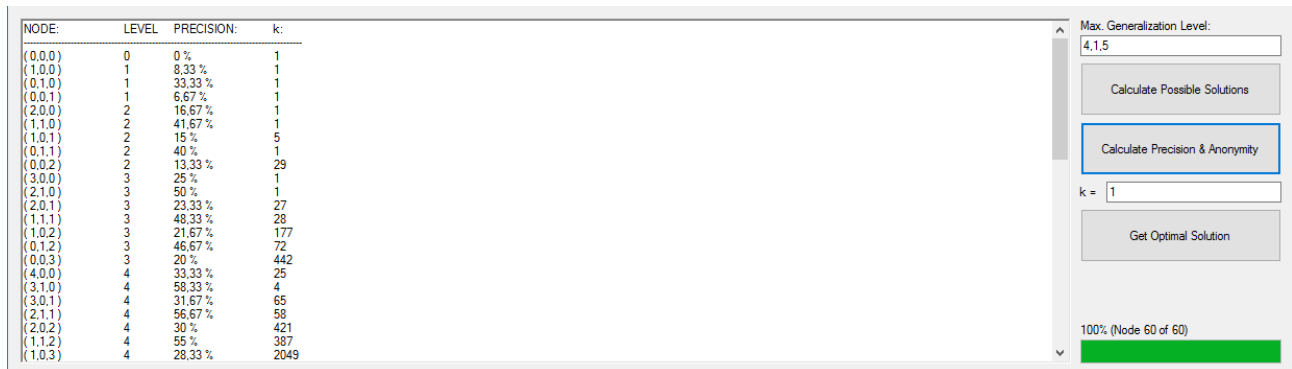 NODE: LEVEL PRECISION: k:
(0,0,0) 0 0 % 1
(1,0,0) 1 8,33 % 1
(0,1,0) 1 33,33 % 1
(0,0,1) 1 6,67 % 1
(2,0,0) 2 16,67 % 1
(1,1,0) 2 41,67 % 1
(1,0,1) 2 15 % 5
(0,1,1) 2 40 % 1
(0,0,2) 2 13,33 % 29
(3,0,0) 3 25 % 1
(2,1,0) 3 50 % 1
(2,0,1) 3 23,33 % 27
(1,1,1) 3 48,33 % 28
(1,0,2) 3 21,67 % 177
(0,1,2) 3 46,67 % 72
(0,0,3) 3 20 % 442
(4,0,0) 4 33,33 % 25
(3,1,0) 4 58,33 % 4
(3,0,1) 4 31,67 % 65
(2,1,1) 4 56,67 % 58
(2,0,2) 4 30 % 421
(1,1,2) 4 55 % 387
(1,0,3) 4 28,33 % 2049
Max. Generalization Level:
4,1,5
Calculate Possible Solutions
Calculate Precision & Anonymity
k = 1
Get Optimal Solution
100% (Node 60 of 60)